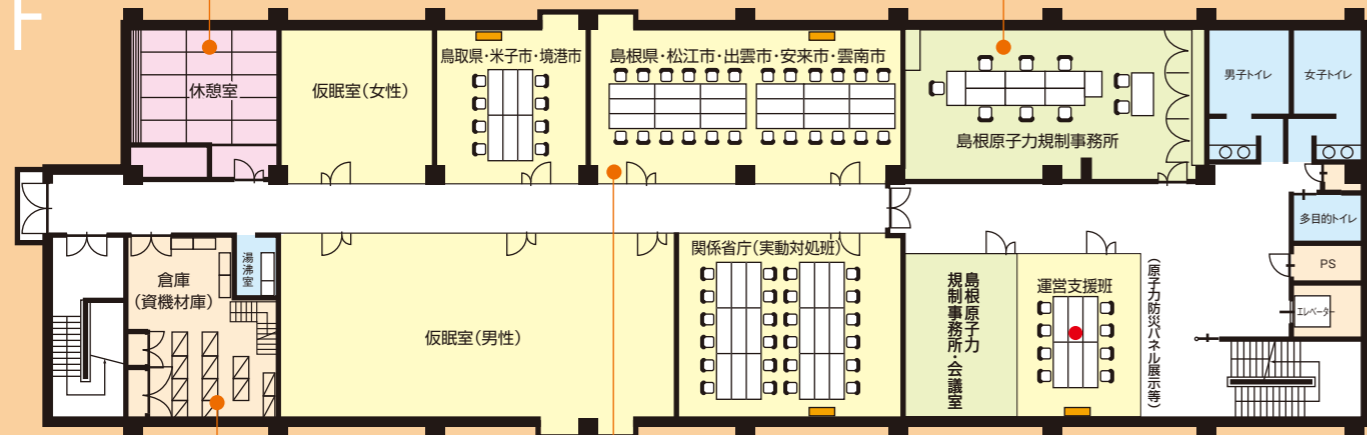 ト
休憩室
仮眠室(女性)
鳥取県・米子市・境港市
島根県・松江市・出雲市・安来市・雲南市
島根原子力規制事務所
男子トイレ
女子トイレ
多目的トイレ
PS
エレベーター
倉庫
(資機材庫)
湯沸室
仮眠室(男性)
関係省庁(実動対処班)
島根原子力
規制事務所・会議室
運営支援班
(原子力防災パネル展示等)